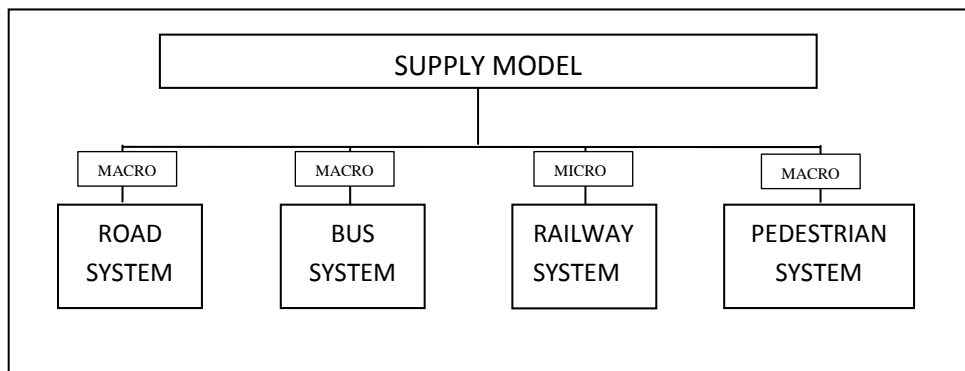 SUPPLY MODEL
MACRO
MACRO
MICRO
MACRO
ROAD
SYSTEM
BUS
SYSTEM
RAILWAY
SYSTEM
PEDESTRIAN
SYSTEM